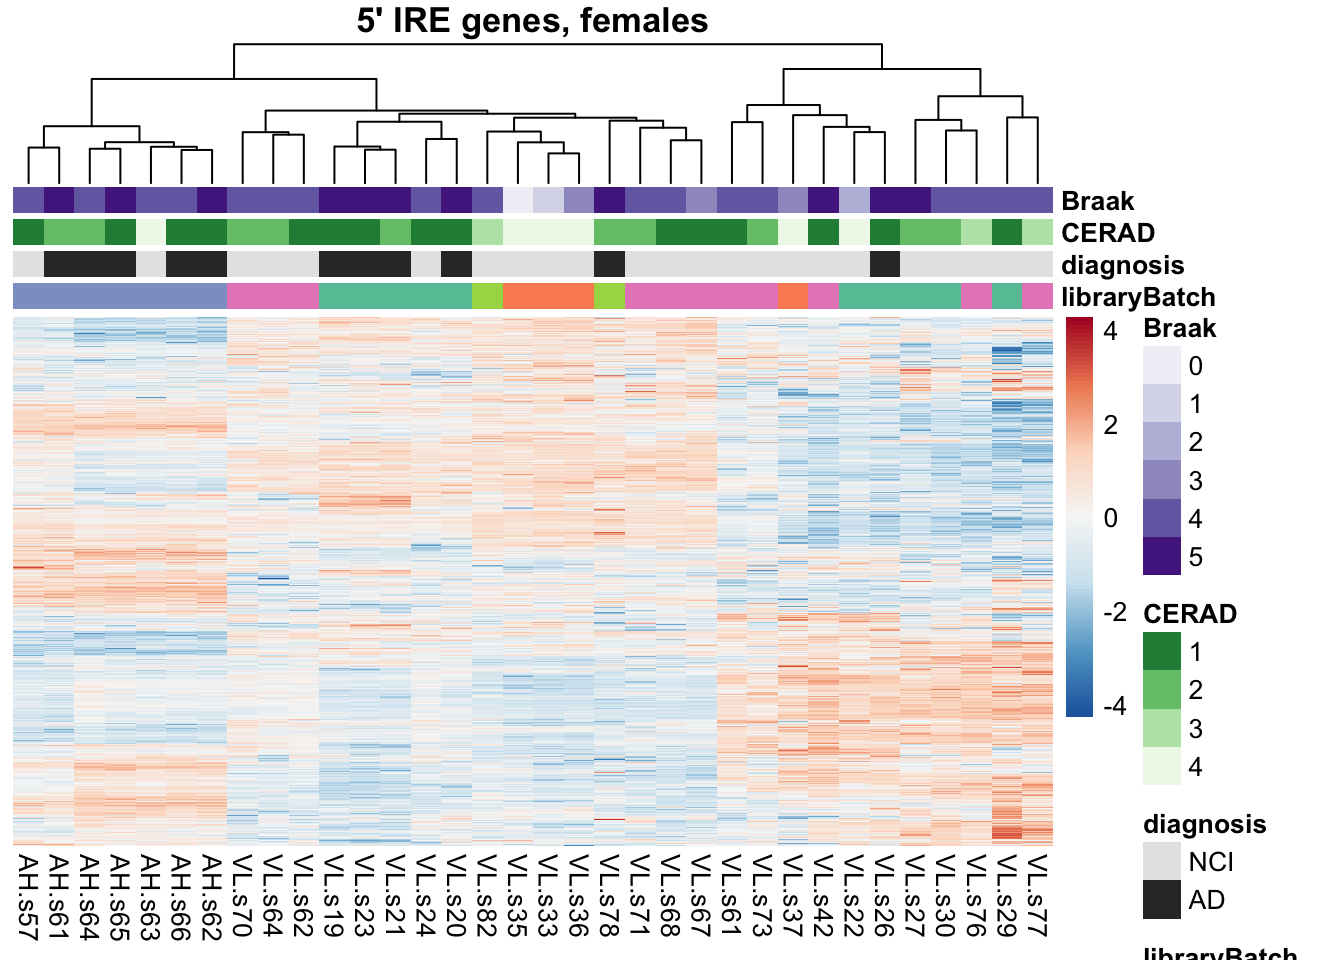 5' IRE genes, females
Braak
CERAD
diagnosis
libraryBatch
4
2
0
-2
-4
Braak
0
1
2
3
4
5
CERAD
1
2
3
4
diagnosis
NCI
AD
libraryBatch
AH.s57
AH.s61
AH.s64
AH.s65
AH.s63
AH.s66
AH.s62
VL.s70
VL.s64
VL.s62
VL.s19
VL.s23
VL.s21
VL.s24
VL.s20
VL.s82
VL.s35
VL.s33
VL.s36
VL.s78
VL.s71
VL.s68
VL.s67
VL.s61
VL.s73
VL.s37
VL.s42
VL.s22
VL.s26
VL.s27
VL.s30
VL.s76
VL.s29
VL.s77